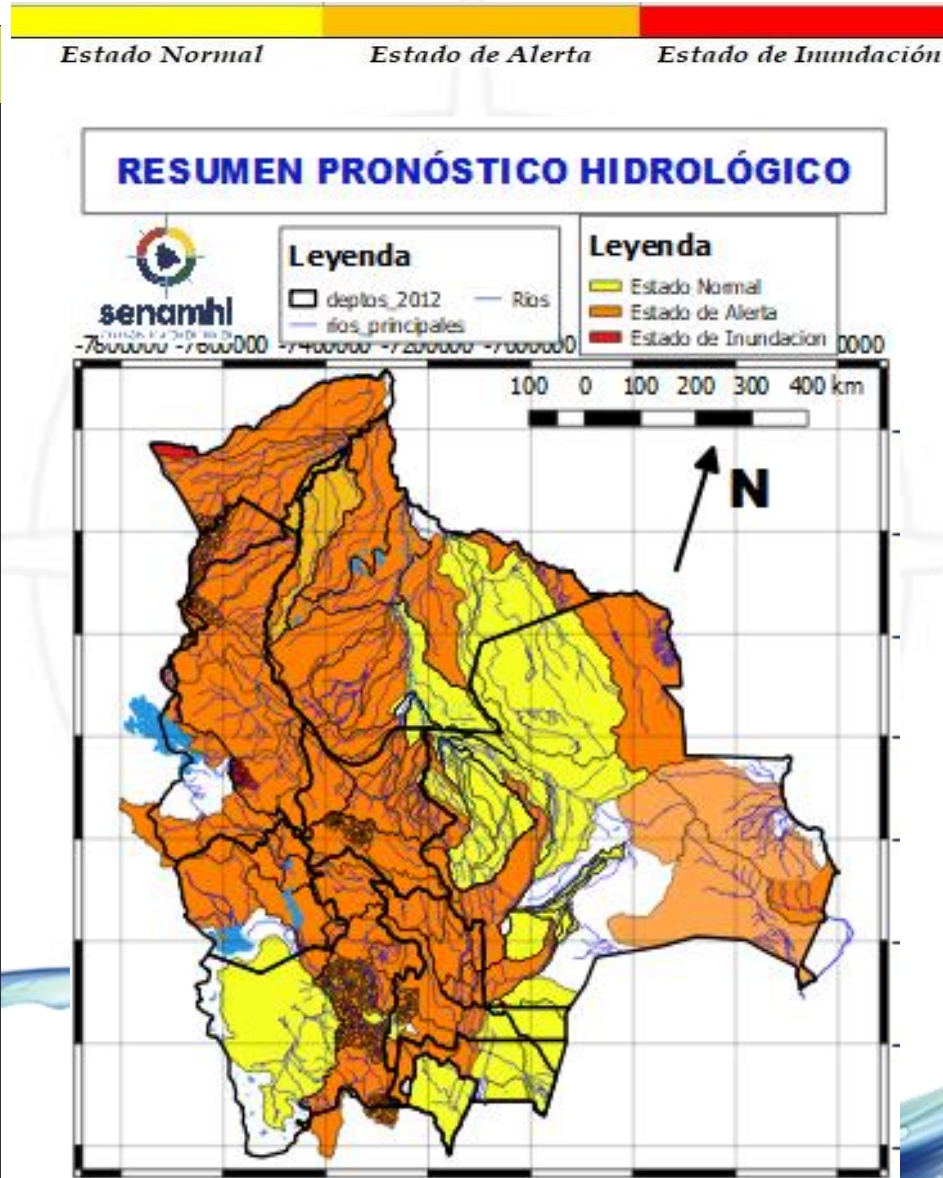 Estado Normal Estado de Alerta Estado de Inundación
RESUMEN PRONÓSTICO HIDROLÓGICO
senamhi
Leyenda
deptos_2012 Rios
rios_principales
Leyenda
Estado Normal
Estado de Alerta
Estado de Inundacion
-7800000 -7600000 -7400000 -7200000 -7000000
100 0 100 200 300 400 km
N